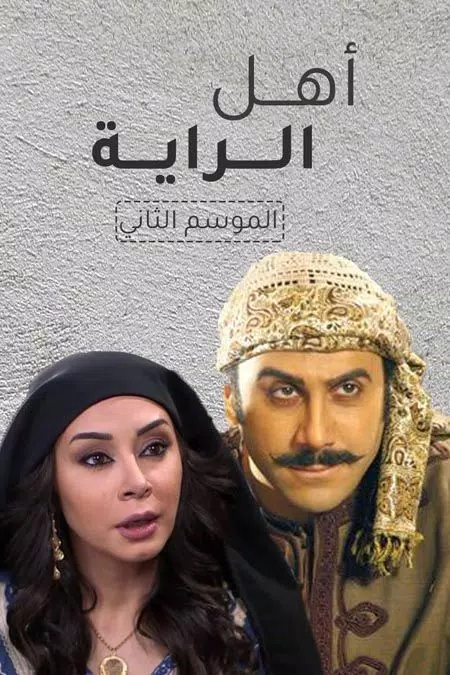 أهل
الراية
الموسم الثاني